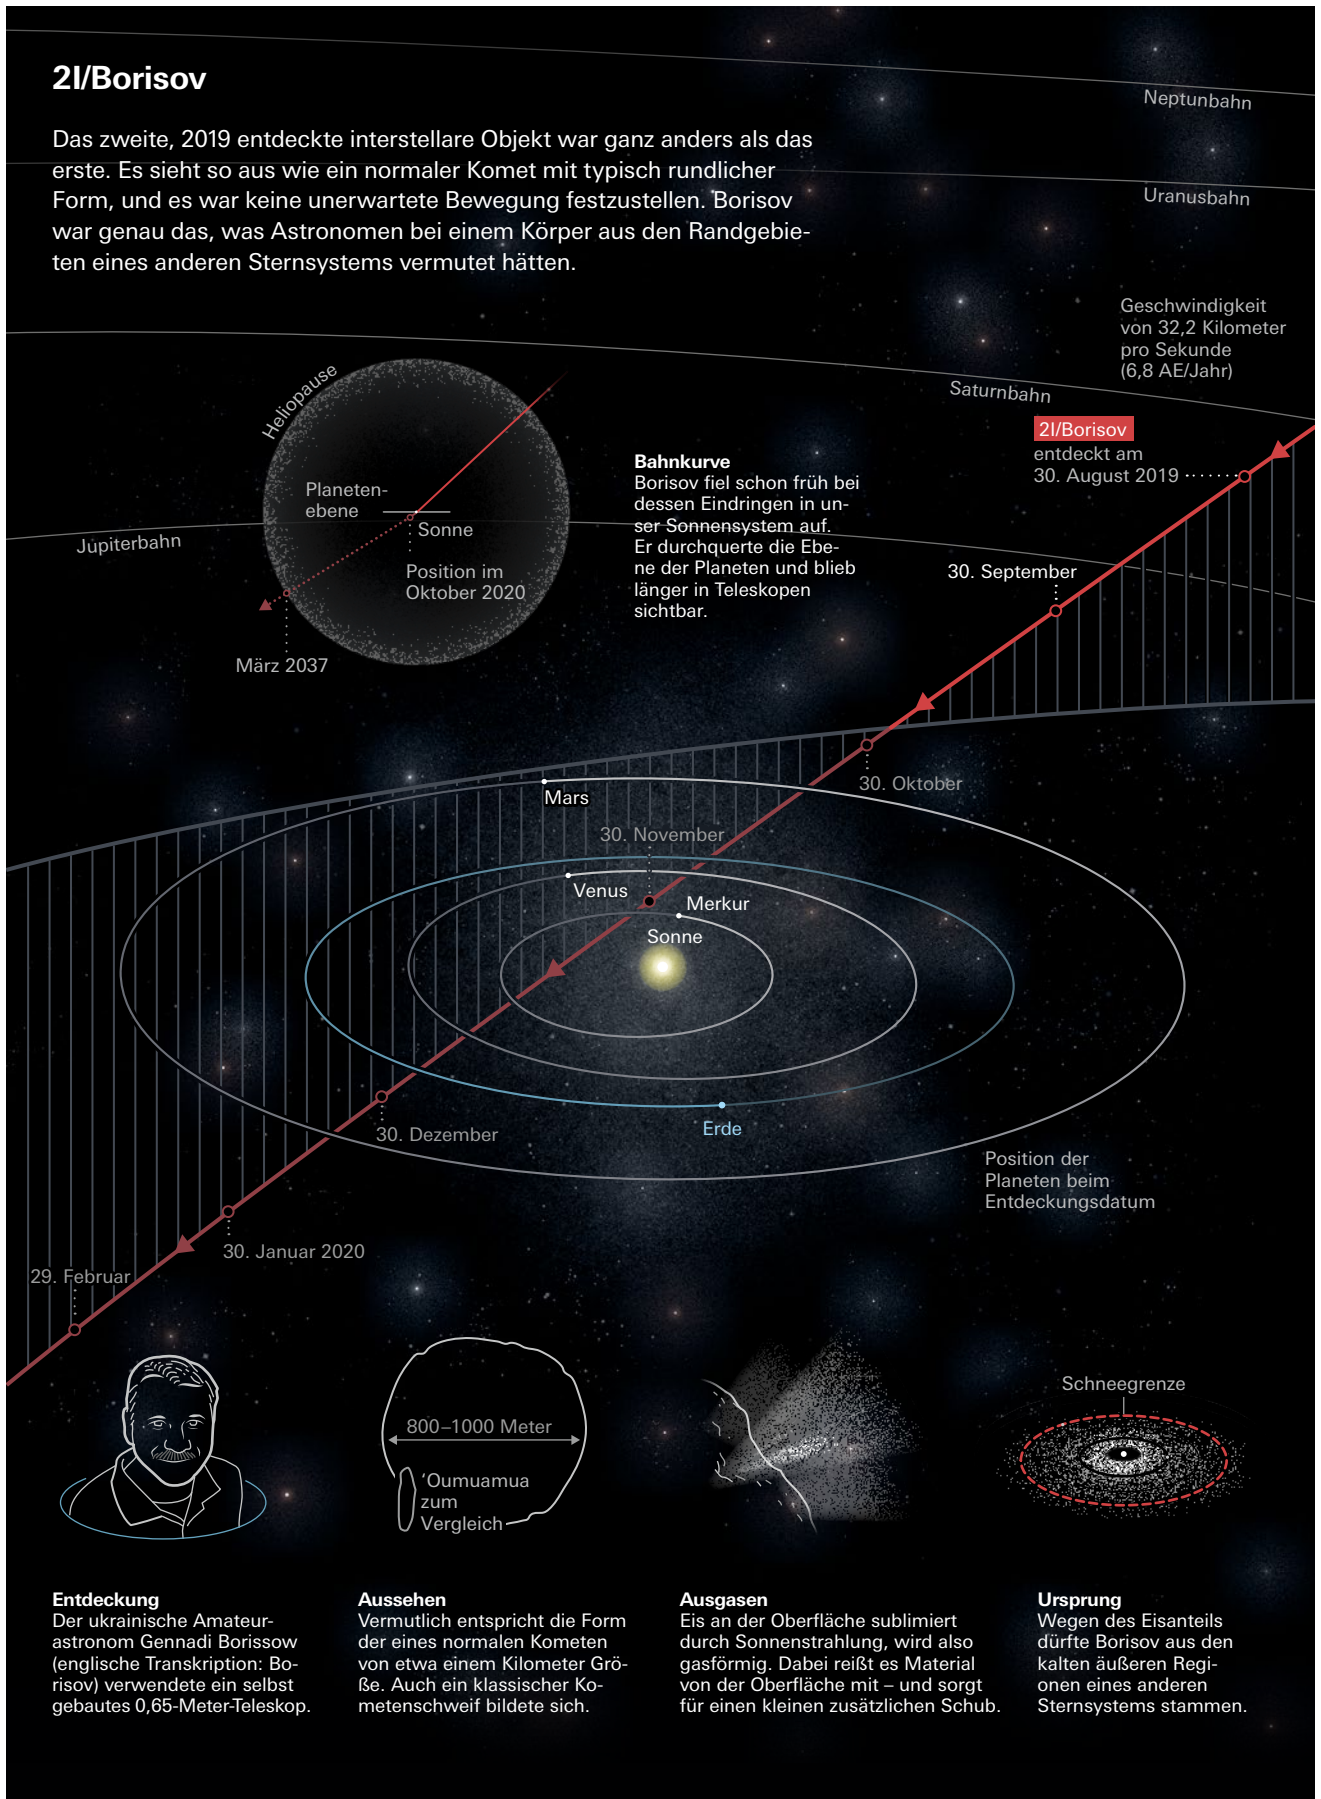 2I/Borisov
Das zweite, 2019 entdeckte interstellare Objekt war ganz anders als das
erste. Es sieht so aus wie ein normaler Komet mit typisch rundlicher
Form, und es war keine unerwartete Bewegung festzustellen. Borisov
war genau das, was Astronomen bei einem Körper aus den Randgebie-
ten eines anderen Sternsystems vermutet hätten.
Neptunbahn
Uranusbahn
Geschwindigkeit
von 32,2 Kilometer
pro Sekunde
(6,8 AE/Jahr)
Saturnbahn
2I/Borisov
entdeckt am
30. August 2019
Heliopause
Planeten-
ebene
Sonne
Position im
Oktober 2020
März 2037
Jupiterbahn
Bahnkurve
Borisov fiel schon früh bei
dessen Eindringen in un-
ser Sonnensystem auf.
Er durchquerte die Ebe-
ne der Planeten und blieb
länger in Teleskopen
sichtbar.
30. September
30. Oktober
Mars
30. November
Venus
Merkur
Sonne
Erde
30. Dezember
Position der
Planeten beim
Entdeckungsdatum
30. Januar 2020
29. Februar
800–1000 Meter
‘Oumuamua
zum
Vergleich
Schneegrenze
Entdeckung
Der ukrainische Amateur-
astronom Gennadi Borissow
(englische Transkription: Bo-
risov) verwendete ein selbst
gebautes 0,65-Meter-Teleskop.
Aussehen
Vermutlich entspricht die Form
der eines normalen Kometen
von etwa einem Kilometer Grö-
ße. Auch ein klassischer Ko-
metenschweif bildete sich.
Ausgasen
Eis an der Oberfläche sublimiert
durch Sonnenstrahlung, wird also
gasförmig. Dabei reißt es Material
von der Oberfläche mit – und sorgt
für einen kleinen zusätzlichen Schub.
Ursprung
Wegen des Eisanteils
dürfte Borisov aus den
kalten äußeren Regi-
onen eines anderen
Sternsystems stammen.